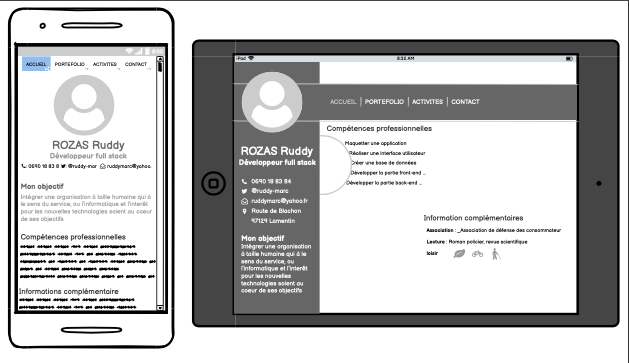 ACCUEIL PORTEFOLIO ACTIVITES CONTACT
ROZAS Ruddy
Développeur full stack
0690 18 83 8 @ruddy-mar ruddymarc@yahoo.
Mon objectif
Intégrer une organisation à taille humaine qui à
le sens du service, ou l'informatique et l'intérêt
pour les nouvelles technologies soient au coeur
de ses objectifs
Compétences professionnelles
Informations complémentaire
iPad 8:32 AM
ACCUEIL PORTEFOLIO ACTIVITES CONTACT
ROZAS Ruddy
Développeur full stack
0690 18 83 84
@ruddy-marc
ruddymarc@yahoo.fr
Route de Blachon
97129 Lamentin
Mon objectif
Intégrer une organisation
à taille humaine qui à le
sens du service, ou
l'informatique et l'intérêt
pour les nouvelles
technologies soient au
coeur de ses objectifs
Compétences professionelles
Maquetter une application
Réaliser une interface utilisateur
Créer une base de données
Développer la partie front-end ...
Développer la partie back-end ...
Information complémentaires
Association : _Association de défense des consommateur
Lecture : Roman policier, revue scientifique
loisir